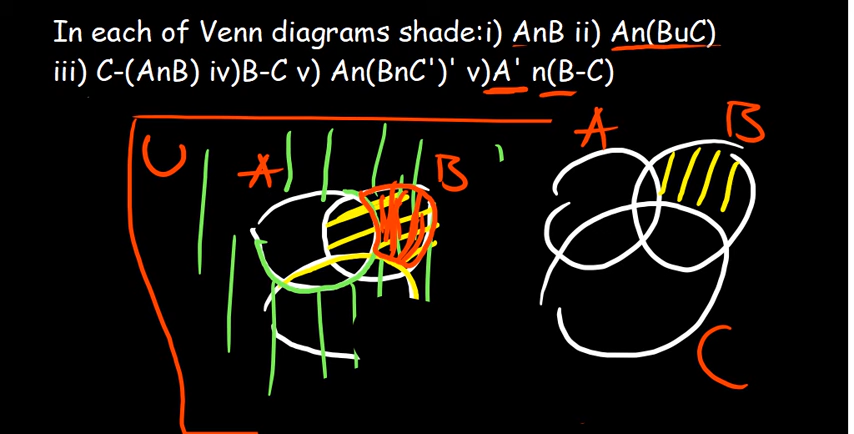 In each of Venn diagrams shade:i) AnB ii) An(BuC)
iii) C-(AnB) iv)B-C v) An(BnC')' v)A' n(B-C)
U A B A B
C